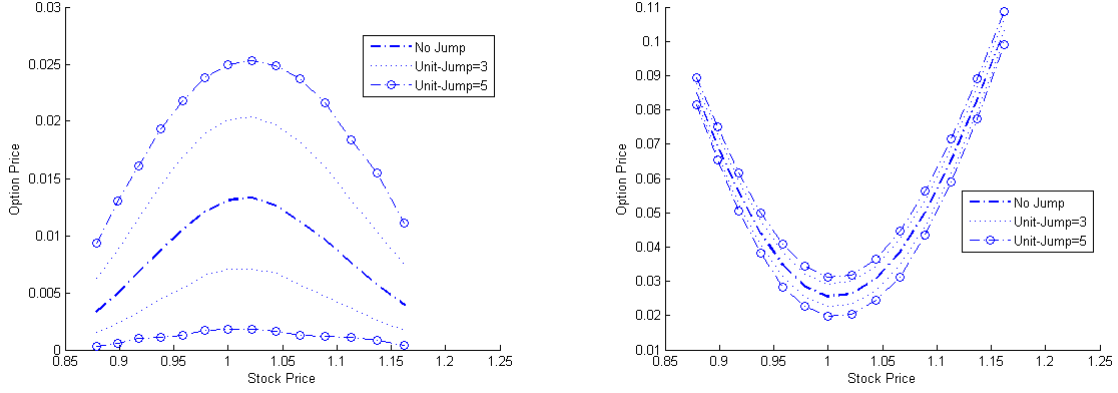 0.03
0.025
0.02
0.015
0.01
0.005
0
Option Price
0.85 0.9 0.95 1 1.05 1.1 1.15 1.2 1.25
Stock Price
No Jump
Unit-Jump=3
Unit-Jump=5
0.11
0.1
0.09
0.08
0.07
0.06
0.05
0.04
0.03
0.02
0.01
Option Price
0.85 0.9 0.95 1 1.05 1.1 1.15 1.2 1.25
Stock Price
No Jump
Unit-Jump=3
Unit-Jump=5